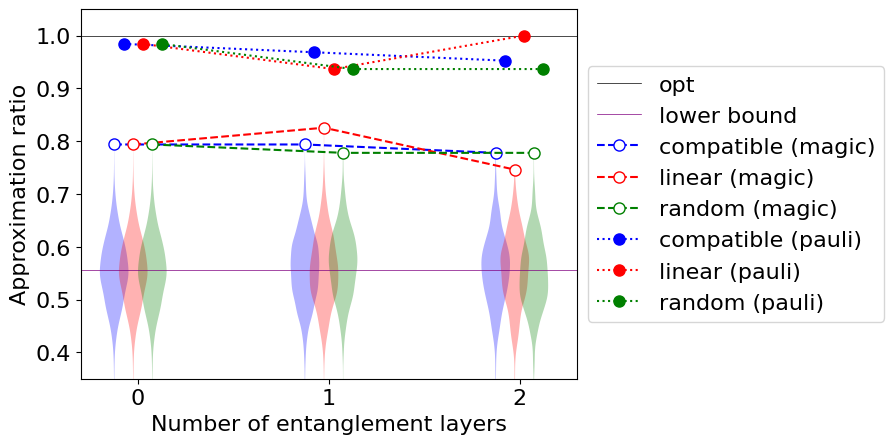 1.0
0.9
0.8
0.7
0.6
0.5
0.4
Approximation ratio
0 1 2
Number of entanglement layers
opt
lower bound
compatible (magic)
linear (magic)
random (magic)
compatible (pauli)
linear (pauli)
random (pauli)